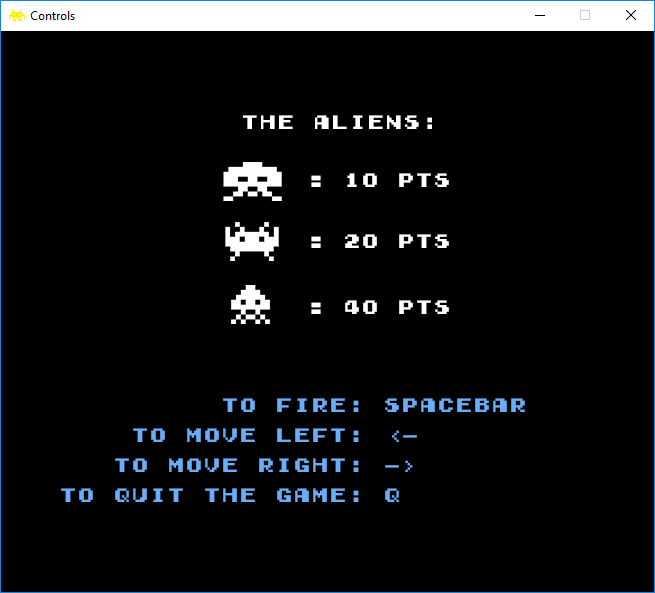 Controls
THE ALIENS:
= 10 PTS
= 20 PTS
= 40 PTS
TO FIRE: SPACEBAR
TO MOVE LEFT: <-
TO MOVE RIGHT: ->
TO QUIT THE GAME: Q